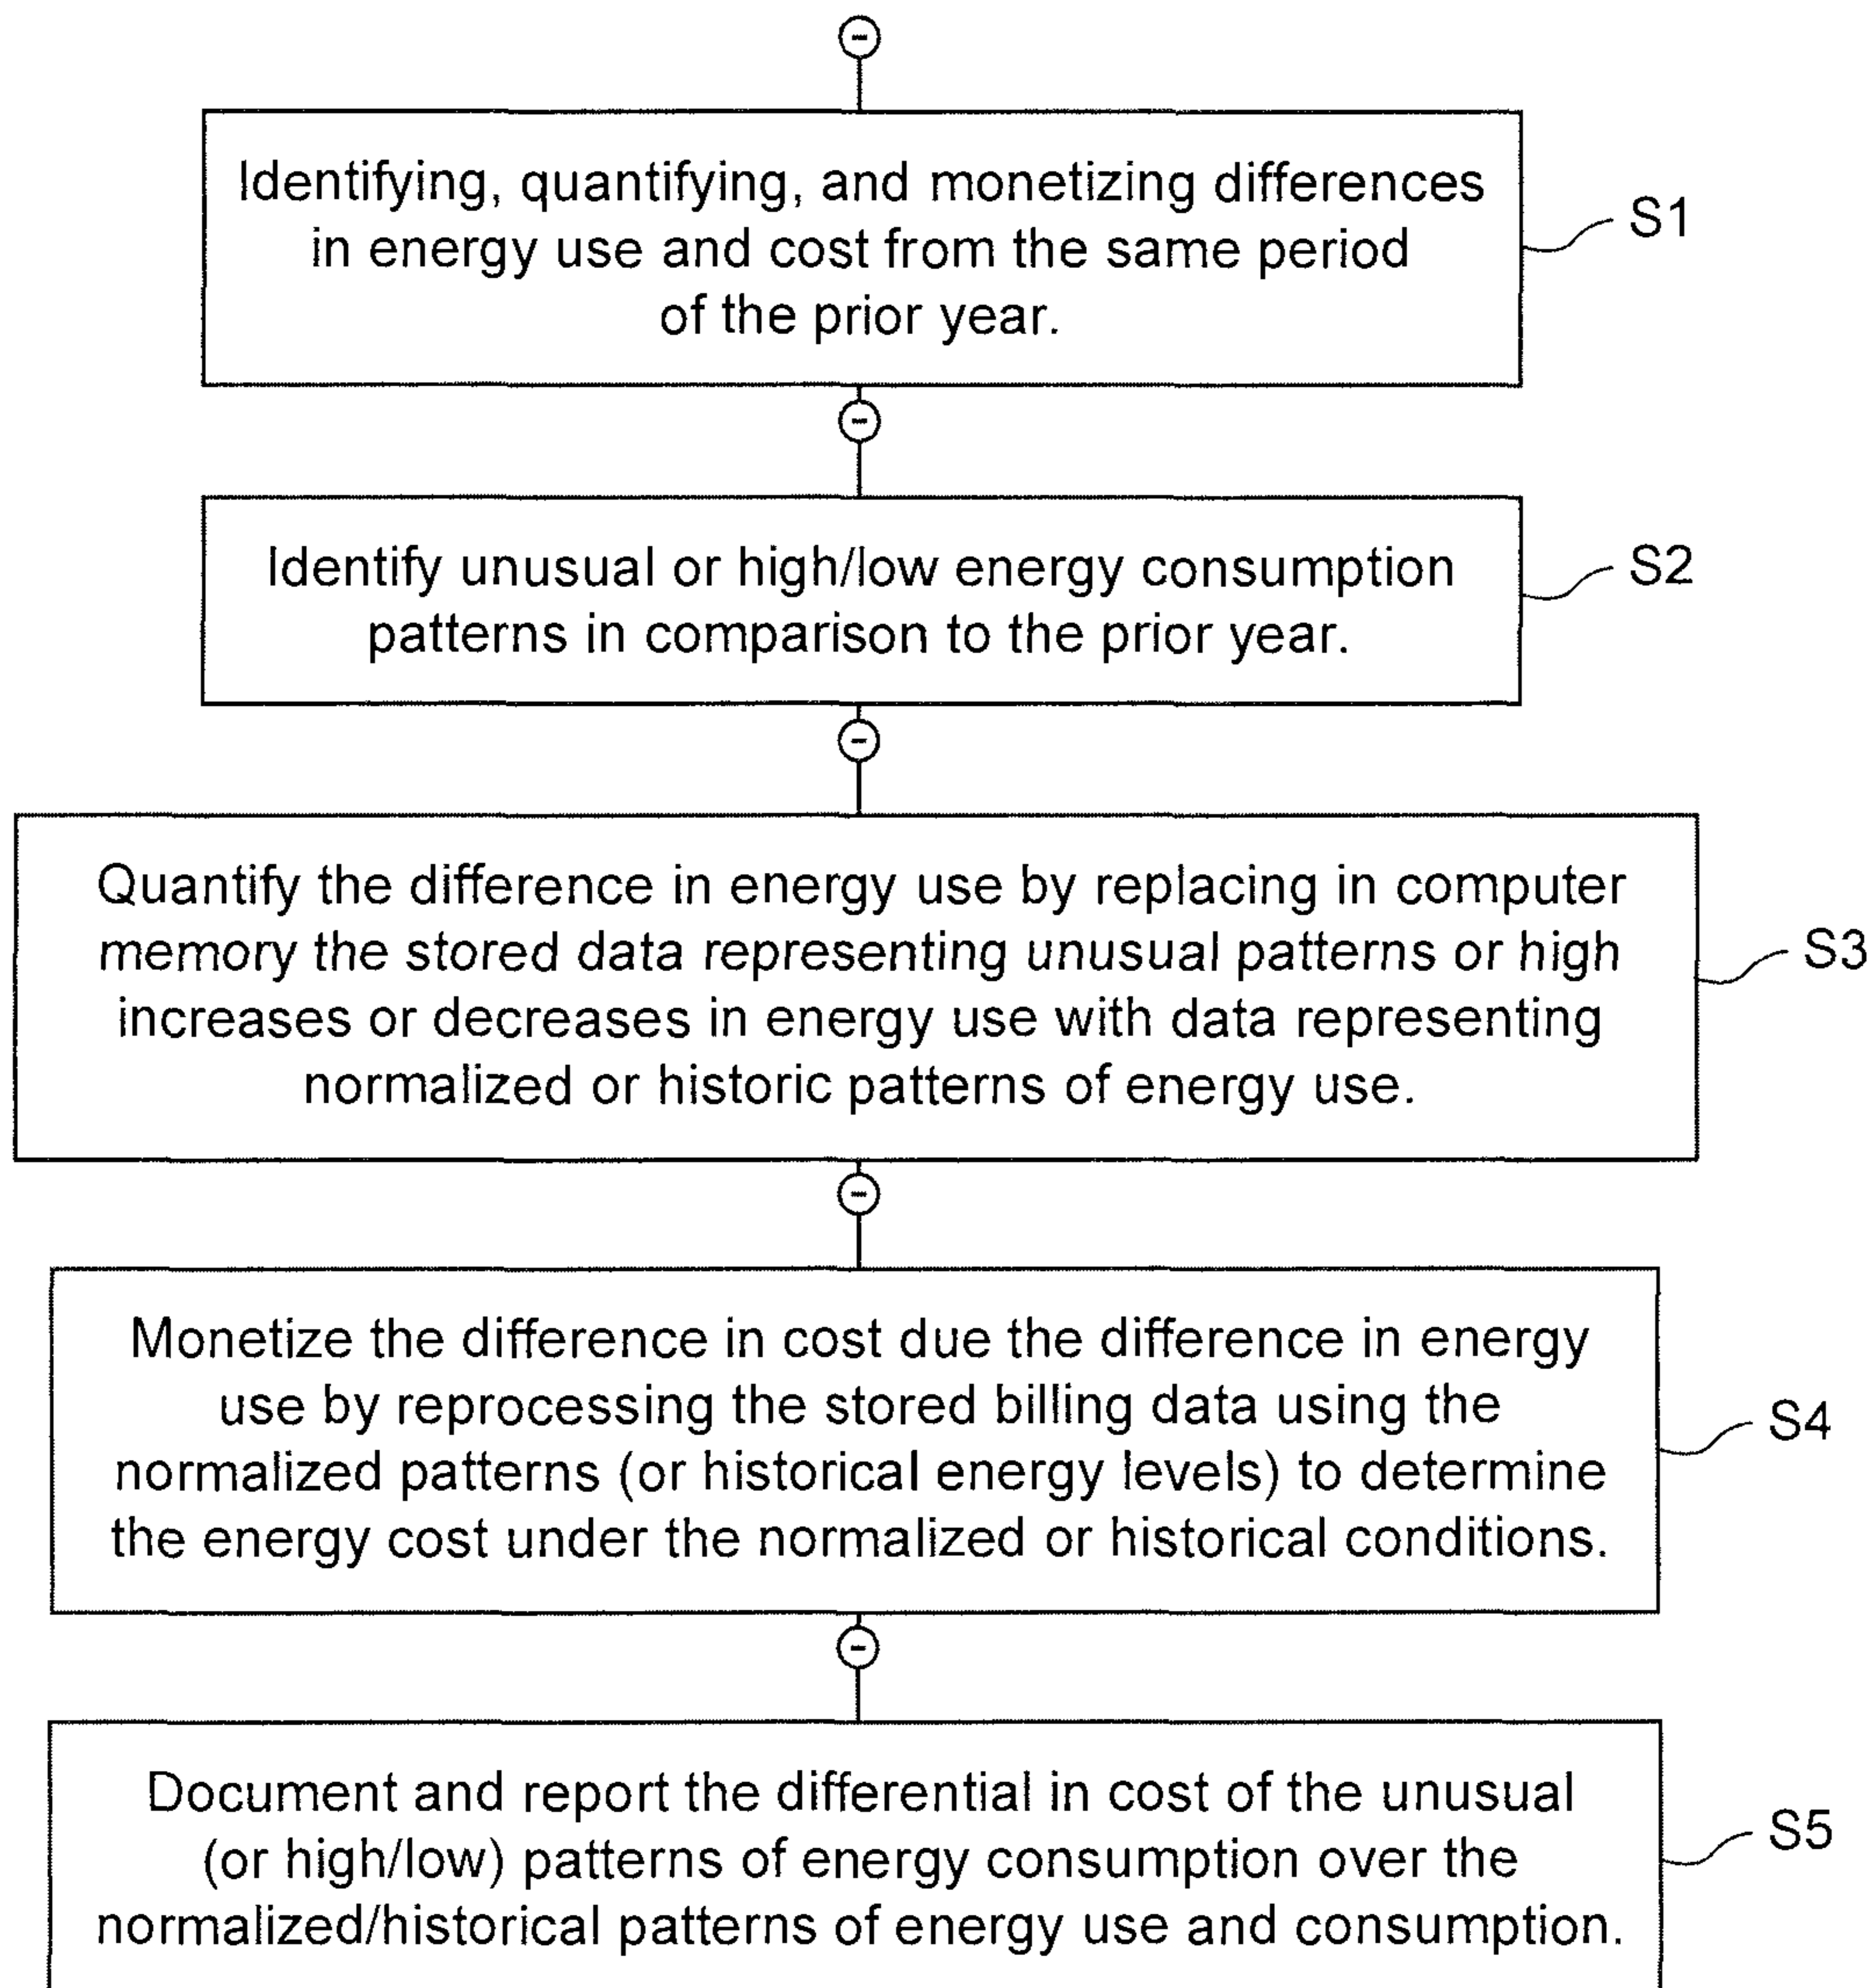 Identifying, quantifying, and monetizing differences
in energy use and cost from the same period
of the prior year.
S1
Identify unusual or high/low energy consumption
patterns in comparison to the prior year.
S2
Quantify the difference in energy use by replacing in computer
memory the stored data representing unusual patterns or high
increases or decreases in energy use with data representing
normalized or historic patterns of energy use.
S3
Monetize the difference in cost due the difference in energy
use by reprocessing the stored billing data using the
normalized patterns (or historical energy levels) to determine
the energy cost under the normalized or historical conditions.
S4
Document and report the differential in cost of the unusual
(or high/low) patterns of energy consumption over the
normalized/historical patterns of energy use and consumption.
S5